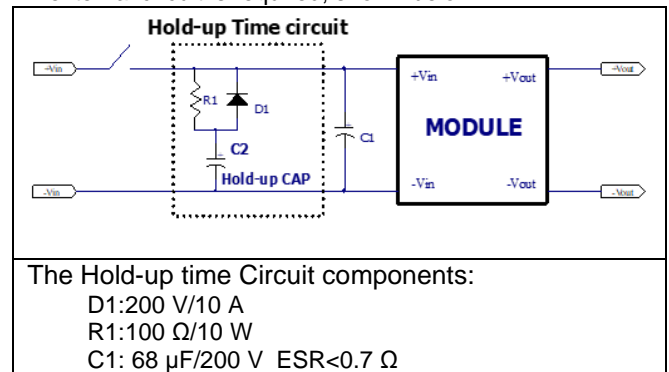 Hold-up Time circuit
+Vin
R1
D1
C2
Hold-up CAP
C1
+Vin
+Vout
MODULE
-Vin
-Vout
+Vout
-Vin
-Vout
The Hold-up time Circuit components:
D1:200 V/10 A
R1:100 Ω/10 W
C1: 68 µF/200 V ESR<0.7 Ω